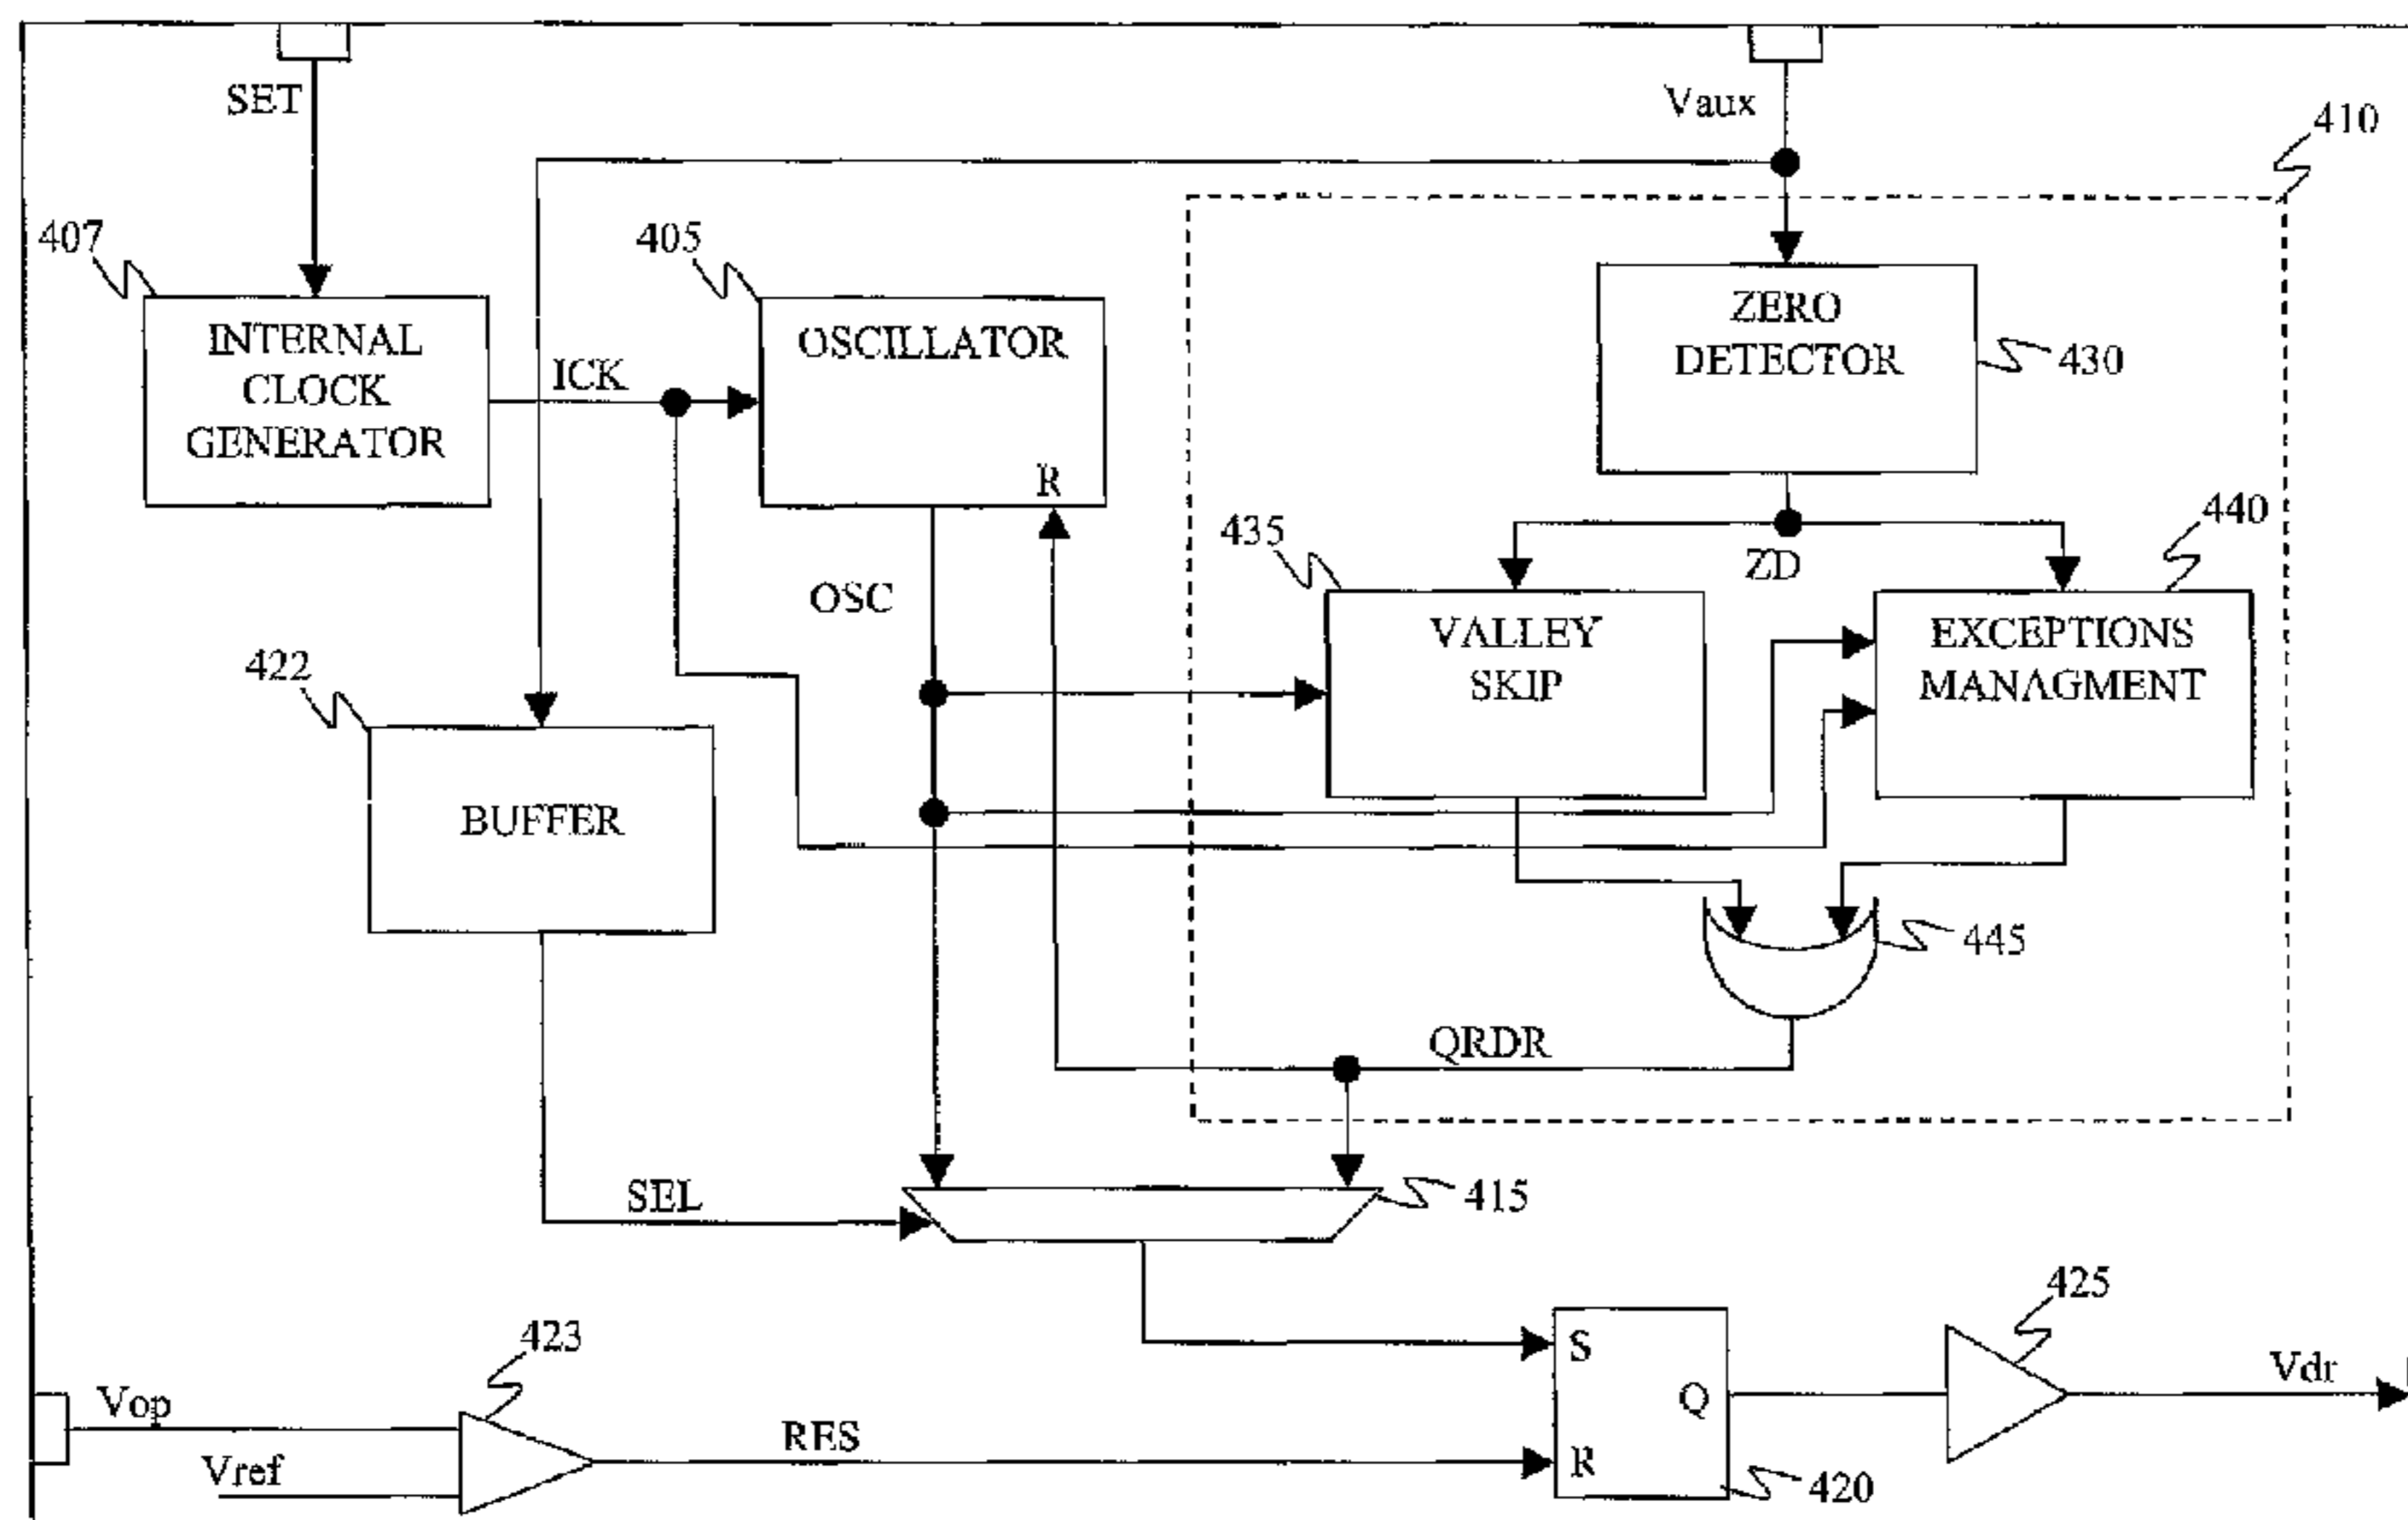 SET
Vaux
410
407
405
INTERNAL
CLOCK
GENERATOR
ICK
OSCILLATOR
R
ZERO
DETECTOR
430
435
440
ZD
OSC
VALLEY
SKIP
EXCEPTIONS
MANAGMENT
422
BUFFER
445
QRDR
SEL
415
425
423
S
Q
R
Vdr
Vop
Vref
RES
420